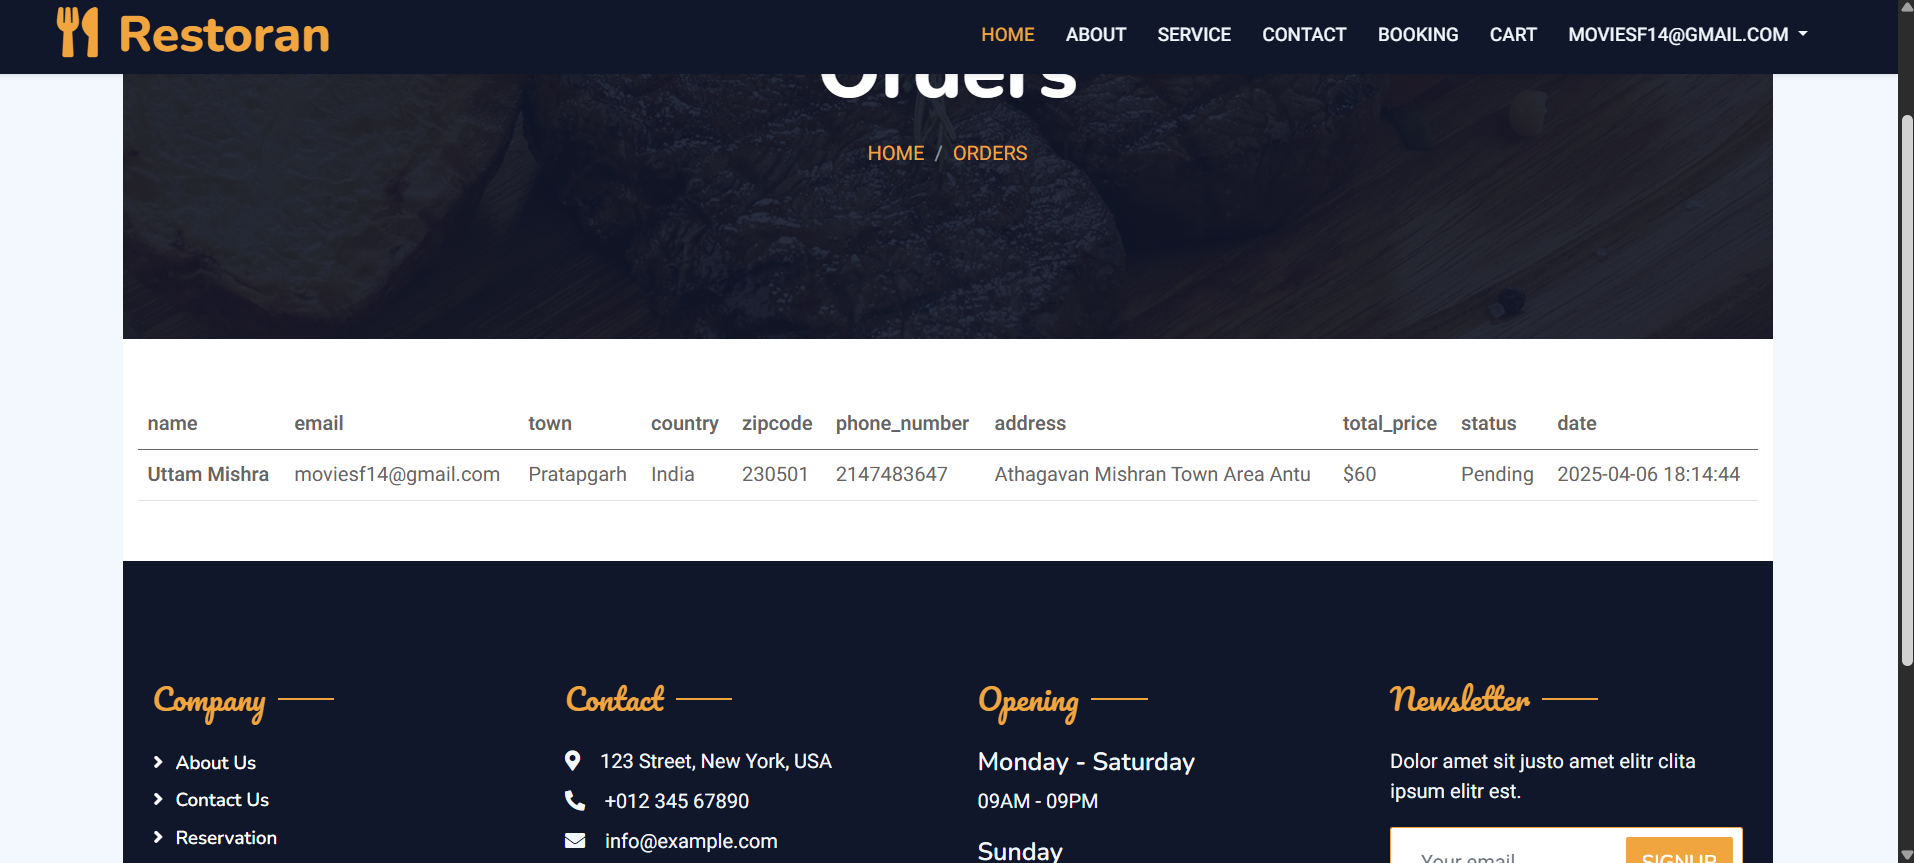 Restoran
HOME ABOUT SERVICE CONTACT BOOKING CART MOVIESF14@GMAIL.COM
Orders
HOME / ORDERS
name email town country zipcode phone_number address total_price status date
Uttam Mishra moviesf14@gmail.com Pratapgarh India 230501 2147483647 Athagavan Mishran Town Area Antu $60 Pending 2025-04-06 18:14:44
Company
About Us
Contact Us
Reservation
Contact
123 Street, New York, USA
+012 345 67890
info@example.com
Opening
Monday - Saturday
09AM - 09PM
Sunday
Newsletter
Dolor amet sit justo amet elitr clita
ipsum elitr est.
Your email
SIGNUP